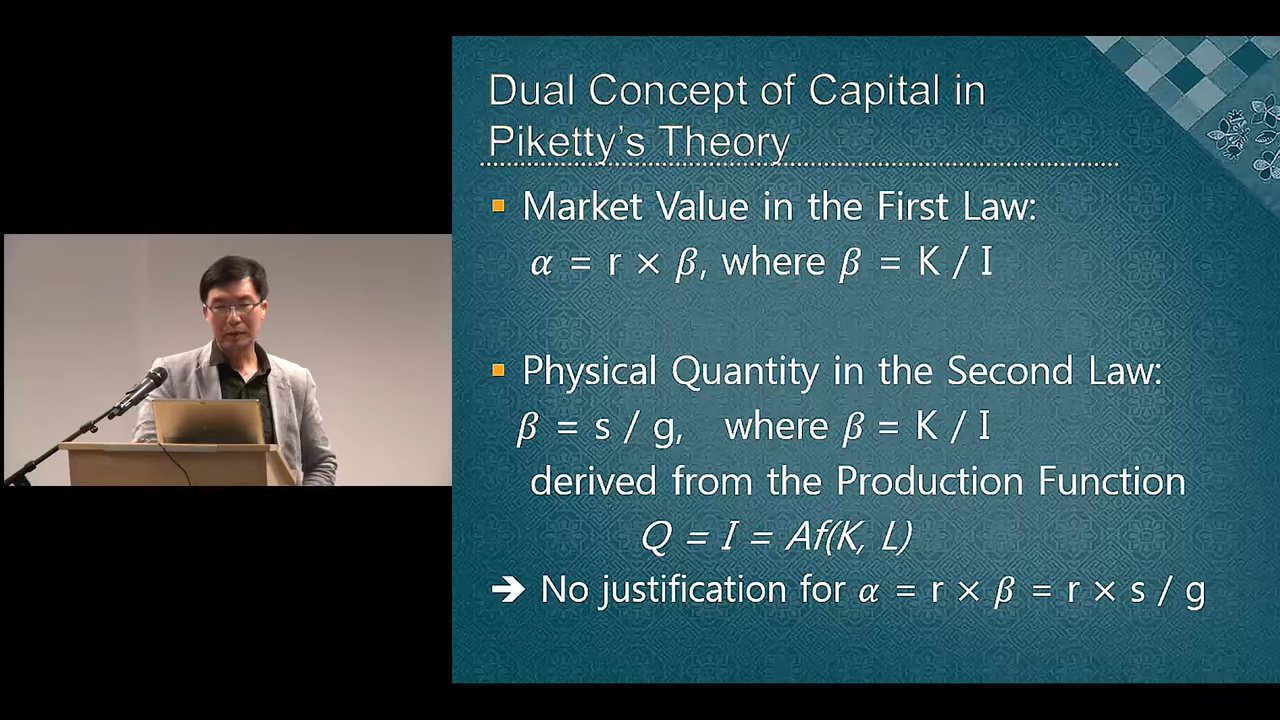 Dual Concept of Capital in
Piketty's Theory
▪ Market Value in the First Law:
α = r × β, where β = K / I
▪ Physical Quantity in the Second Law:
β = s / g, where β = K / I
derived from the Production Function
Q = I = Af(K, L)
➔ No justification for α = r × β = r × s / g